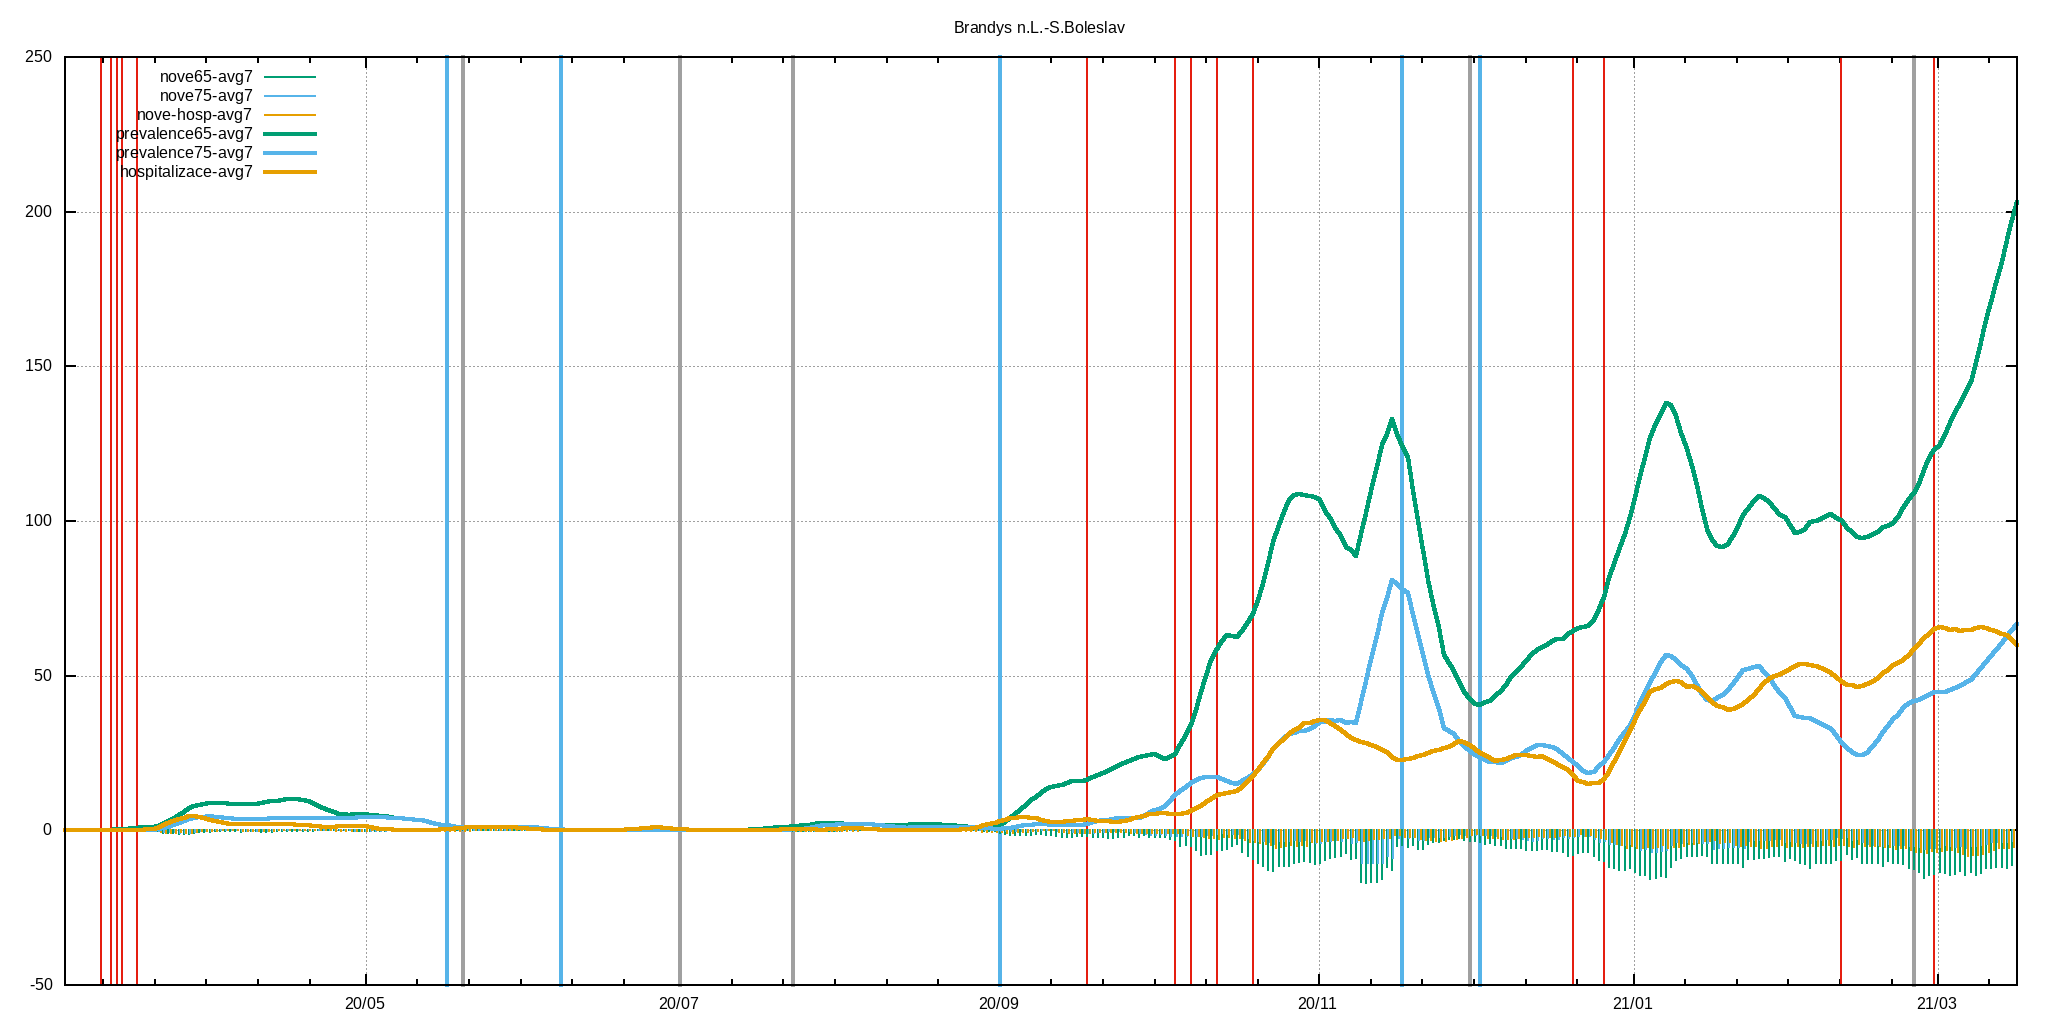 Brandys n.L.-S.Boleslav
250
200
150
100
50
0
-50
nove65-avg7
nove75-avg7
nove-hosp-avg7
prevalence65-avg7
prevalence75-avg7
hospitalizace-avg7
20/05
20/07
20/09
20/11
21/01
21/03